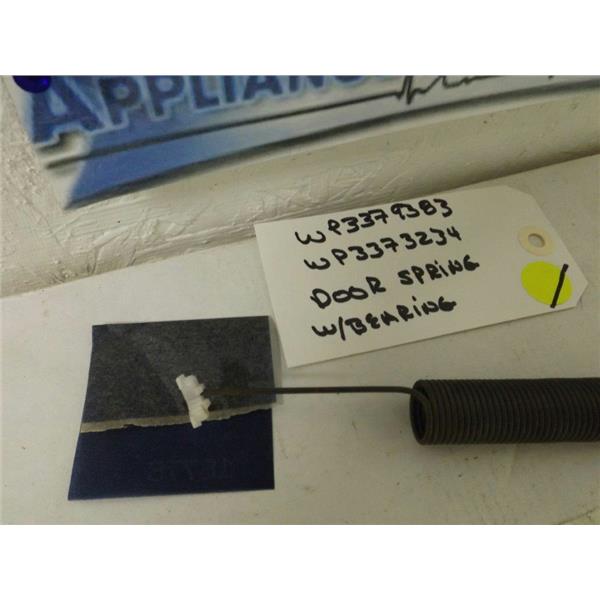 APPLIANC
WP3379383
WP3373234
DOOR SPRING
W/BEARING